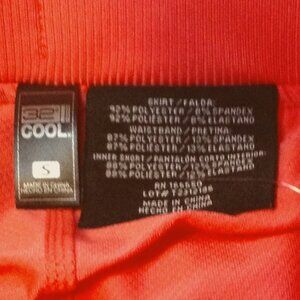 32°
COOL
S
MADE IN CHINA
HECHO EN CHINA
SKIRT/FALDA:
92% POLYESTER/8% SPANDEX
92% POLIESTER/8% ELASTANO
WAISTBAND/PRETINA:
87% POLYESTER/13% SPANDEX
87% POLIESTER/13% ELASTANO
INNER SHORT/PANTALÓN CORTO INTERIOR:
88% POLYESTER/12% SPANDEX
88% POLIESTER/12% ELASTANO
MADE IN CHINA
HECHO EN CHINA